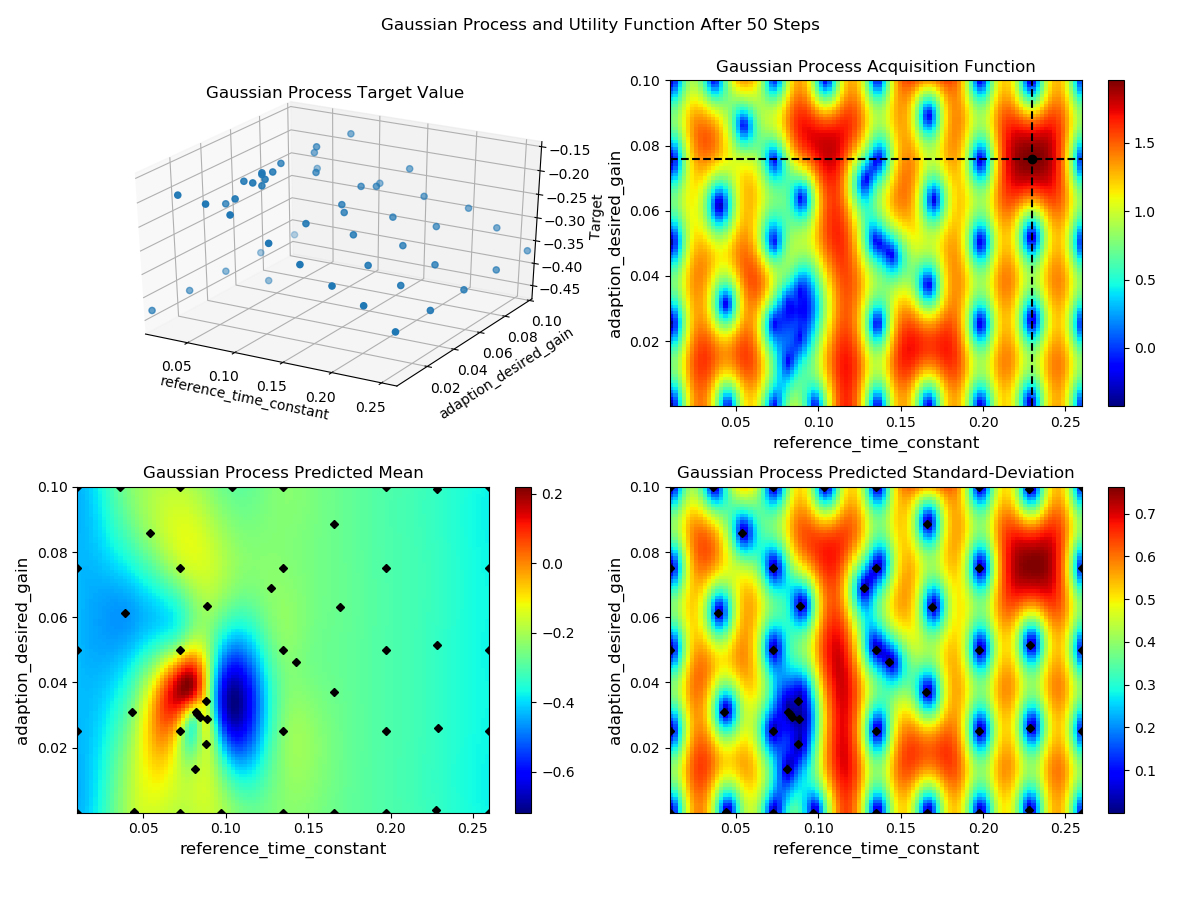 Gaussian Process and Utility Function After 50 Steps
Gaussian Process Target Value
−0.15
−0.20
−0.25
−0.30
−0.35
−0.40
−0.45
Target
0.05
0.10
0.15
0.20
0.25
reference_time_constant
0.02
0.04
0.06
0.08
0.10
adaption_desired_gain
Gaussian Process Acquisition Function
0.10
0.08
0.06
0.04
0.02
adaption_desired_gain
0.05 0.10 0.15 0.20 0.25
reference_time_constant
1.5
1.0
0.5
0.0
Gaussian Process Predicted Mean
0.10
0.08
0.06
0.04
0.02
adaption_desired_gain
0.05 0.10 0.15 0.20 0.25
reference_time_constant
0.2
0.0
−0.2
−0.4
−0.6
Gaussian Process Predicted Standard-Deviation
0.10
0.08
0.06
0.04
0.02
adaption_desired_gain
0.05 0.10 0.15 0.20 0.25
reference_time_constant
0.7
0.6
0.5
0.4
0.3
0.2
0.1